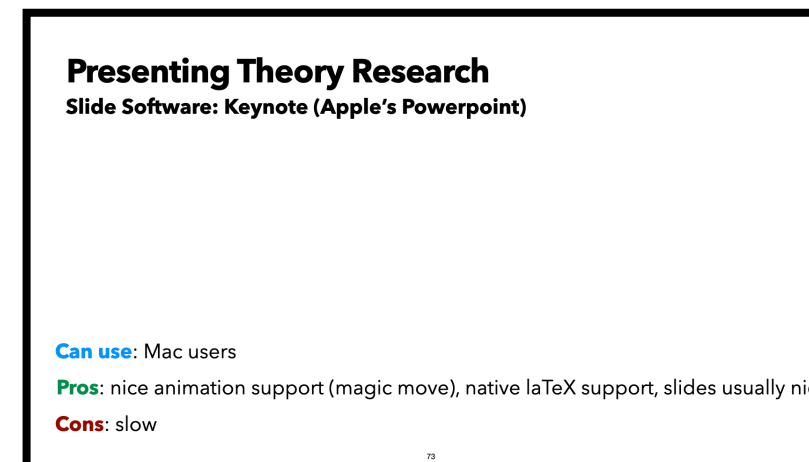 Presenting Theory Research
Slide Software: Keynote (Apple’s Powerpoint)
Can use: Mac users
Pros: nice animation support (magic move), native laTeX support, slides usually
Cons: slow
73